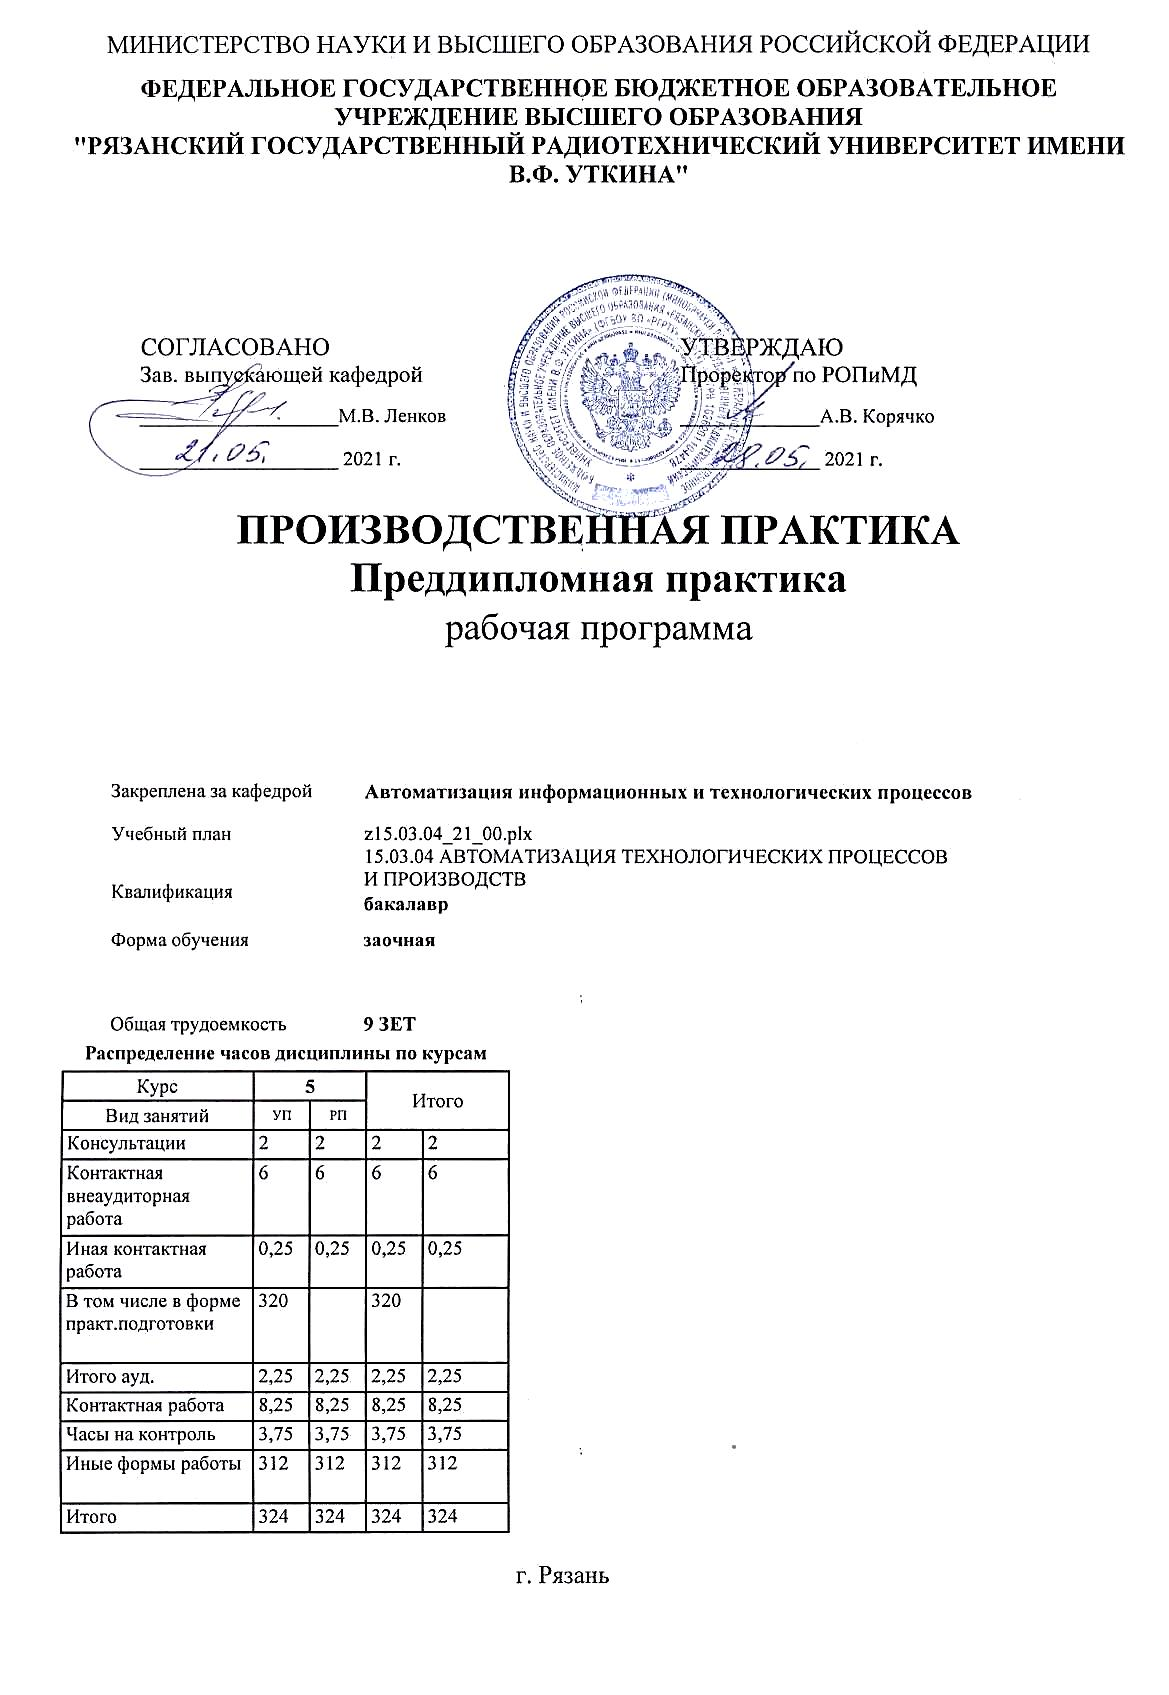 МИНИСТЕРСТВО НАУКИ И ВЫСШЕГО ОБРАЗОВАНИЯ РОССИЙСКОЙ ФЕДЕРАЦИИ
ФЕДЕРАЛЬНОЕ ГОСУДАРСТВЕННОЕ БЮДЖЕТНОЕ ОБРАЗОВАТЕЛЬНОЕ
УЧРЕЖДЕНИЕ ВЫСШЕГО ОБРАЗОВАНИЯ
"РЯЗАНСКИЙ ГОСУДАРСТВЕННЫЙ РАДИОТЕХНИЧЕСКИЙ УНИВЕРСИТЕТ ИМЕНИ
В.Ф. УТКИНА"
СОГЛАСОВАНО
Зав. выпускающей кафедрой
М.В. Ленков
21.05. 2021 г.
УТВЕРЖДАЮ
Проректор по РОПиМД
А.В. Корячко
28.05. 2021 г.
ПРОИЗВОДСТВЕННАЯ ПРАКТИКА
Преддипломная практика
рабочая программа
Закреплена за кафедрой Автоматизация информационных и технологических процессов
Учебный план z15.03.04_21_00.plx
15.03.04 АВТОМАТИЗАЦИЯ ТЕХНОЛОГИЧЕСКИХ ПРОЦЕССОВ
И ПРОИЗВОДСТВ
Квалификация бакалавр
Форма обучения заочная
Общая трудоемкость 9 ЗЕТ
Распределение часов дисциплины по курсам
Курс 5 Итого
Вид занятий УП РП
Консультации 2 2 2 2
Контактная 6 6 6 6
внеаудиторная
работа
Иная контактная 0,25 0,25 0,25 0,25
работа
В том числе в форме 320 320
практ.подготовки
Итого ауд. 2,25 2,25 2,25 2,25
Контактная работа 8,25 8,25 8,25 8,25
Часы на контроль 3,75 3,75 3,75 3,75
Иные формы работы 312 312 312 312
Итого 324 324 324 324
г. Рязань